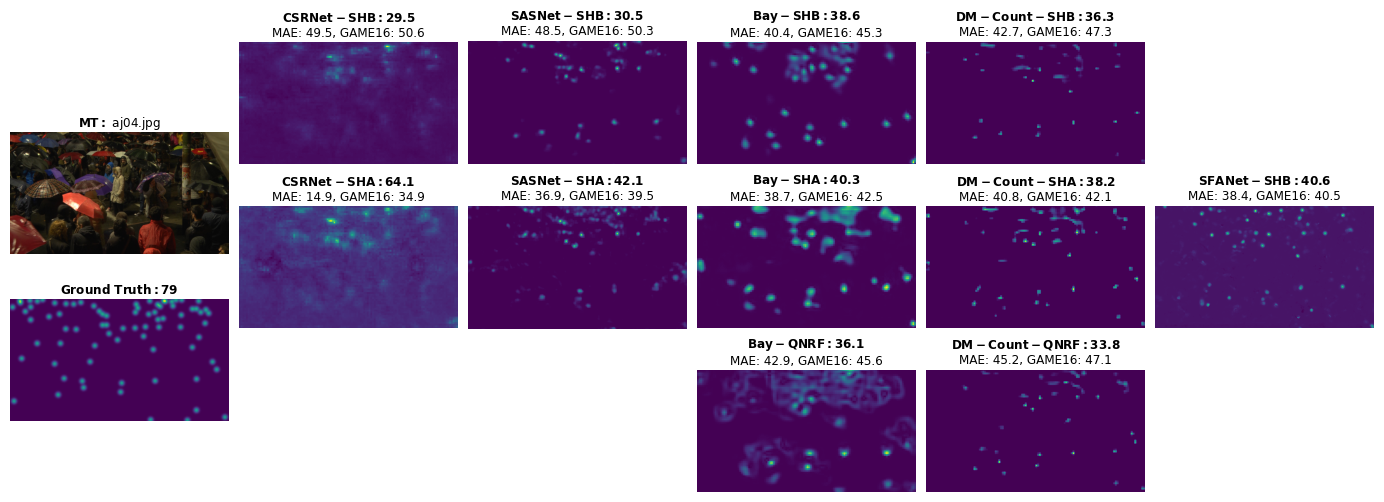 MT: aj04.jpg
Ground Truth: 79
CSRNet-SHB: 29.5
MAE: 49.5, GAME16: 50.6
SASNet-SHB: 30.5
MAE: 48.5, GAME16: 50.3
Bay-SHB: 38.6
MAE: 40.4, GAME16: 45.3
DM-Count-SHB: 36.3
MAE: 42.7, GAME16: 47.3
CSRNet-SHA: 64.1
MAE: 14.9, GAME16: 34.9
SASNet-SHA: 42.1
MAE: 36.9, GAME16: 39.5
Bay-SHA: 40.3
MAE: 38.7, GAME16: 42.5
DM-Count-SHA: 38.2
MAE: 40.8, GAME16: 42.1
SFANet-SHB: 40.6
MAE: 38.4, GAME16: 40.5
Bay-QNRF: 36.1
MAE: 42.9, GAME16: 45.6
DM-Count-QNRF: 33.8
MAE: 45.2, GAME16: 47.1